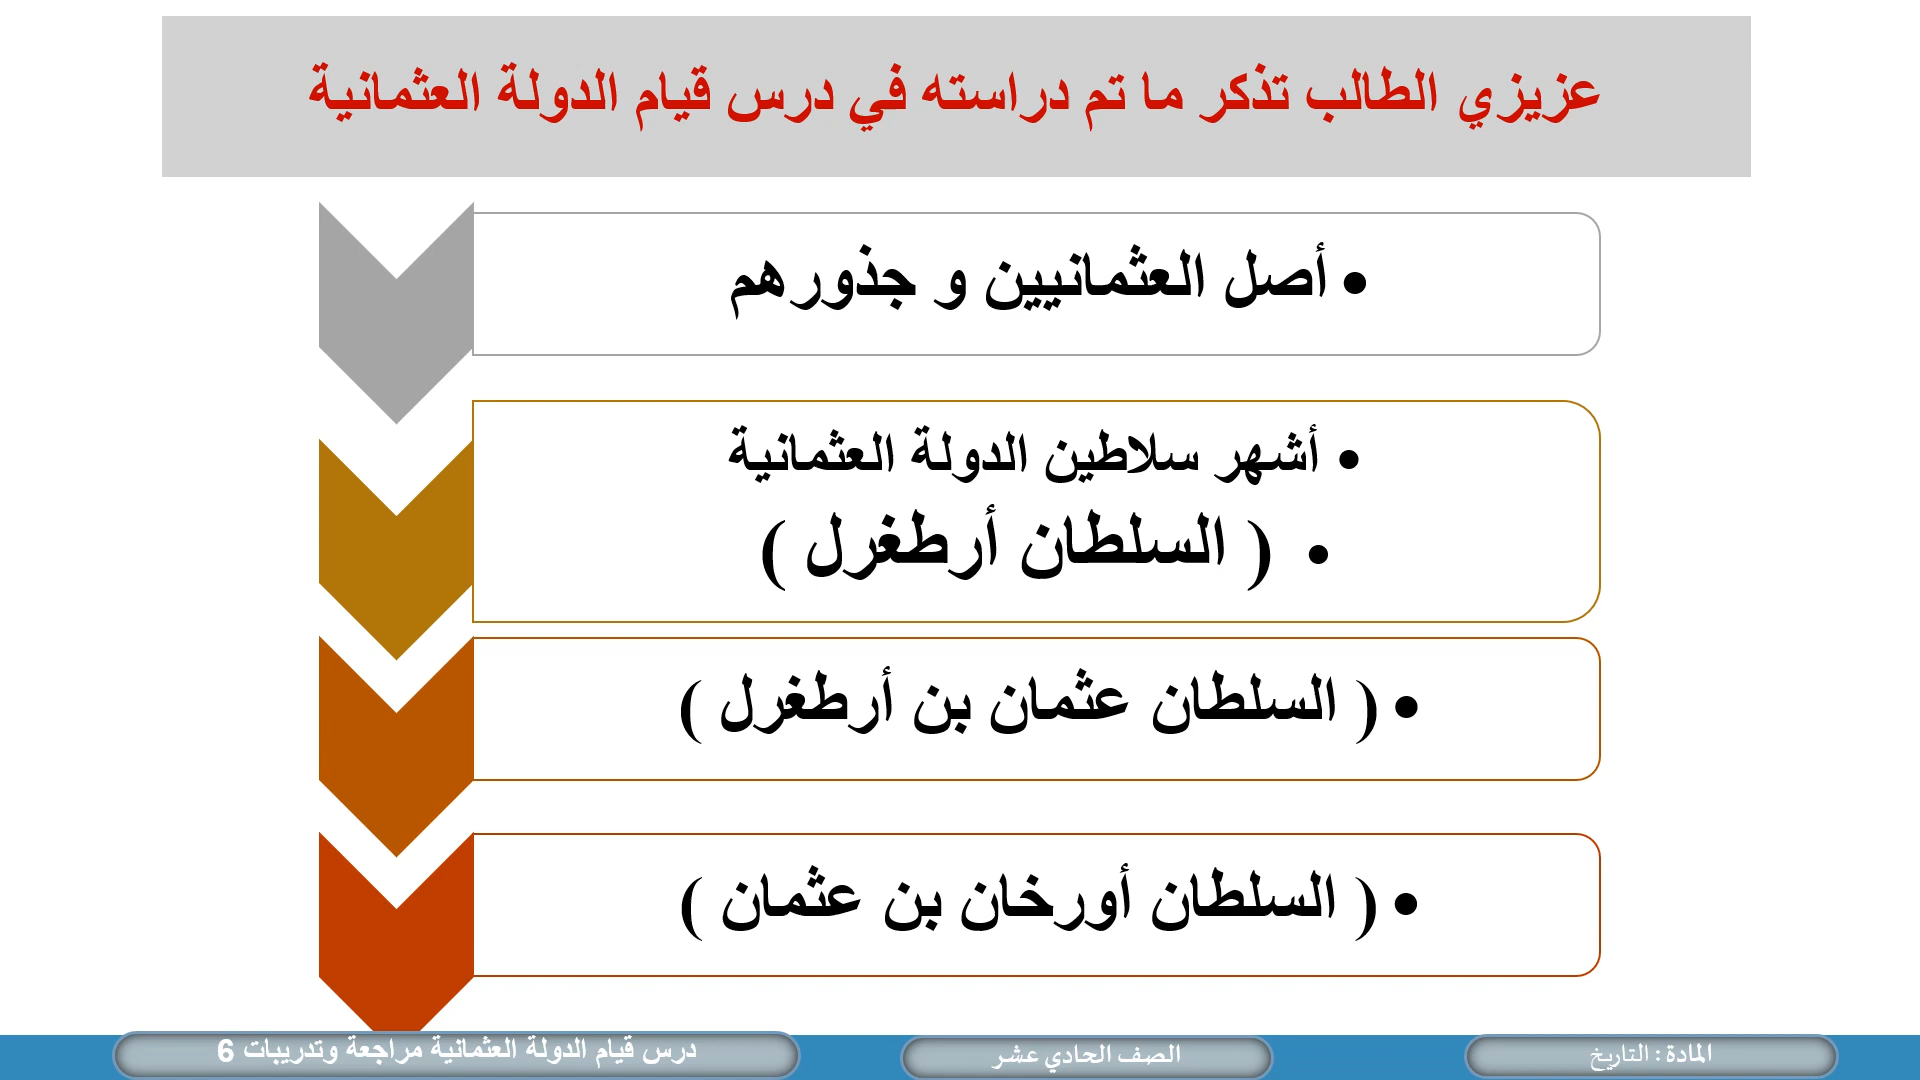 عزيزي الطالب تذكر ما تم دراسته في درس قيام الدولة العثمانية
• أصل العثمانيين و جذورهم
• أشهر سلاطين الدولة العثمانية
• ( السلطان أرطغرل )
• ( السلطان عثمان بن أرطغرل )
• ( السلطان أورخان بن عثمان )
المادة : التاريخ
الصف الحادي عشر
درس قيام الدولة العثمانية مراجعة وتدريبات 6